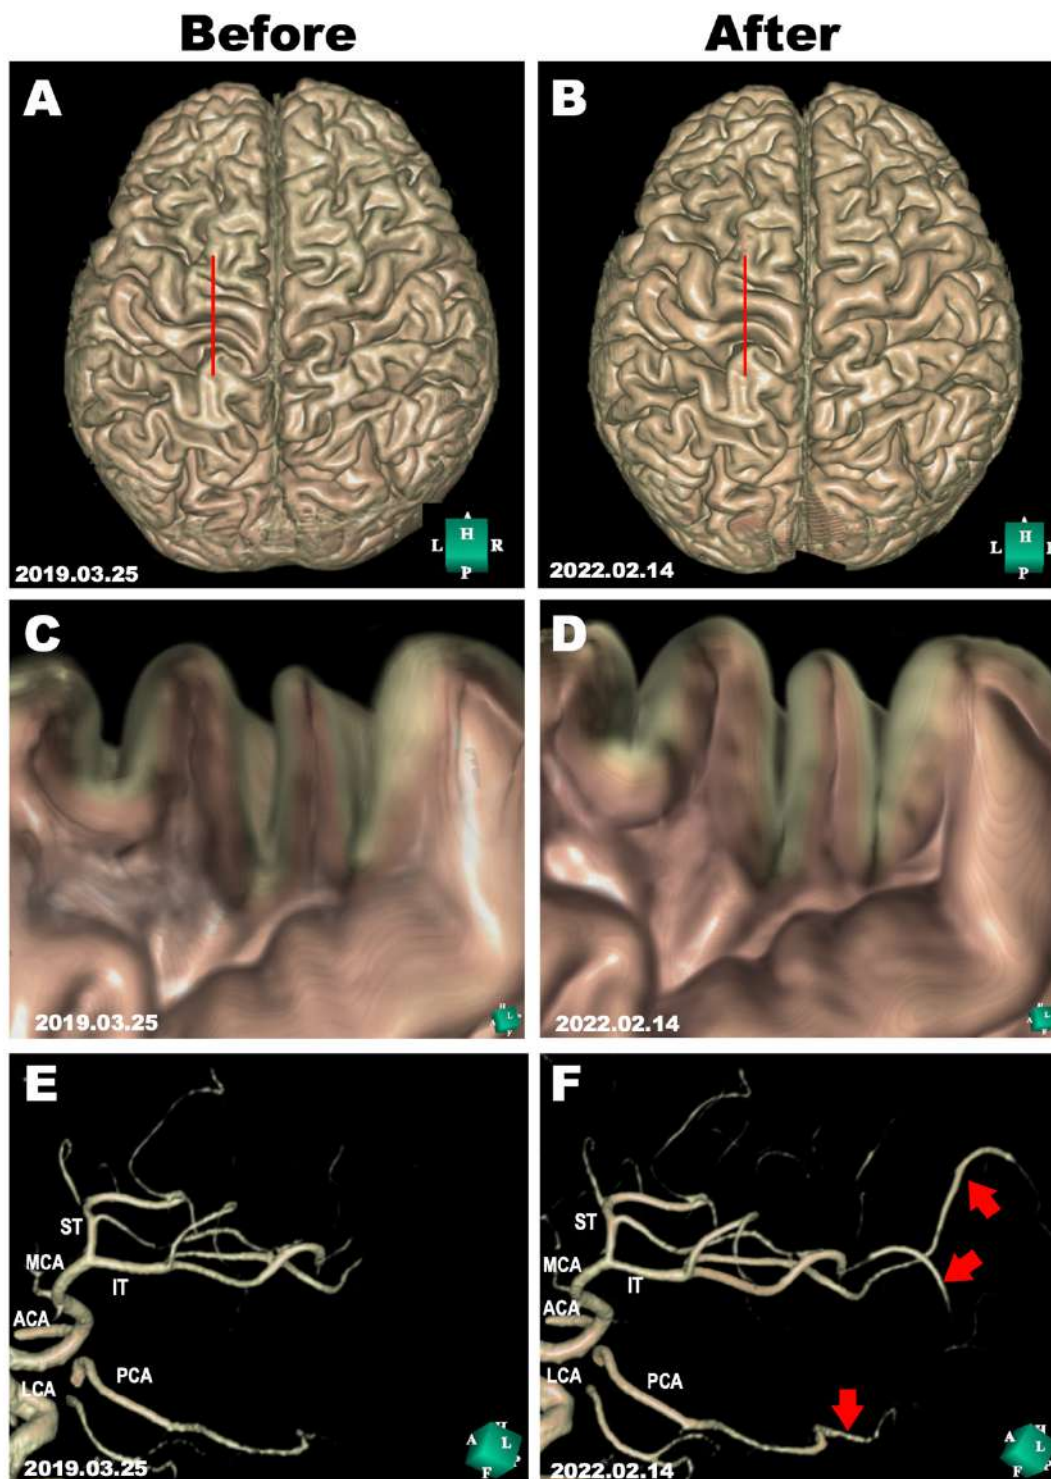 Before After
A B
H H
L R L
P P
2019.03.25 2022.02.14
C D
2019.03.25 2022.02.14
E F
ST ST
MCA MCA
IT IT
ACA ACA
PCA PCA
LCA LCA
A L F
A L F
2019.03.25 2022.02.14